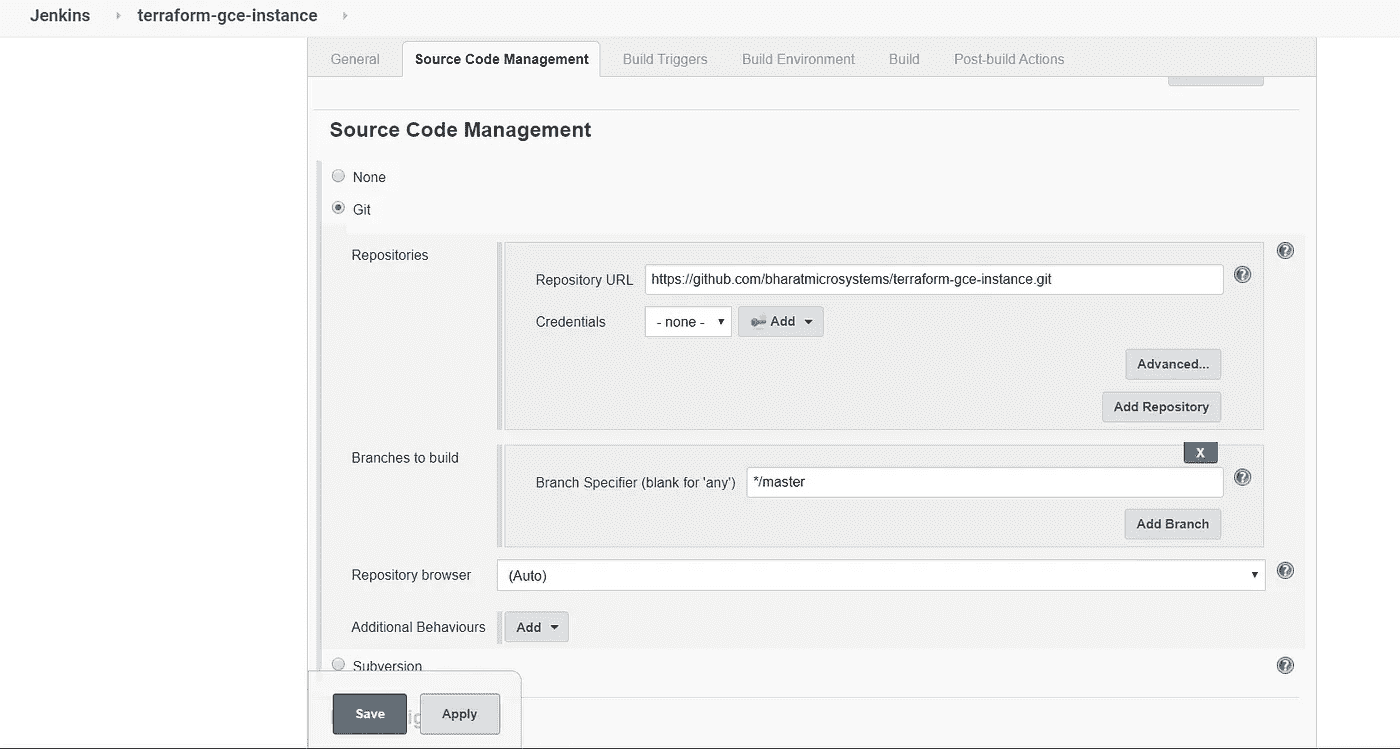 Jenkins terraform-gce-instance
General Source Code Management Build Triggers Build Environment Build Post-build Actions
Source Code Management
None
Git
Repositories
Repository URL https://github.com/bharatmicrosystems/terraform-gce-instance.git
Credentials - none - Add
Advanced...
Add Repository
Branches to build
X
Branch Specifier (blank for 'any') */master
Add Branch
Repository browser (Auto)
Additional Behaviours Add
Subversion
Save Apply